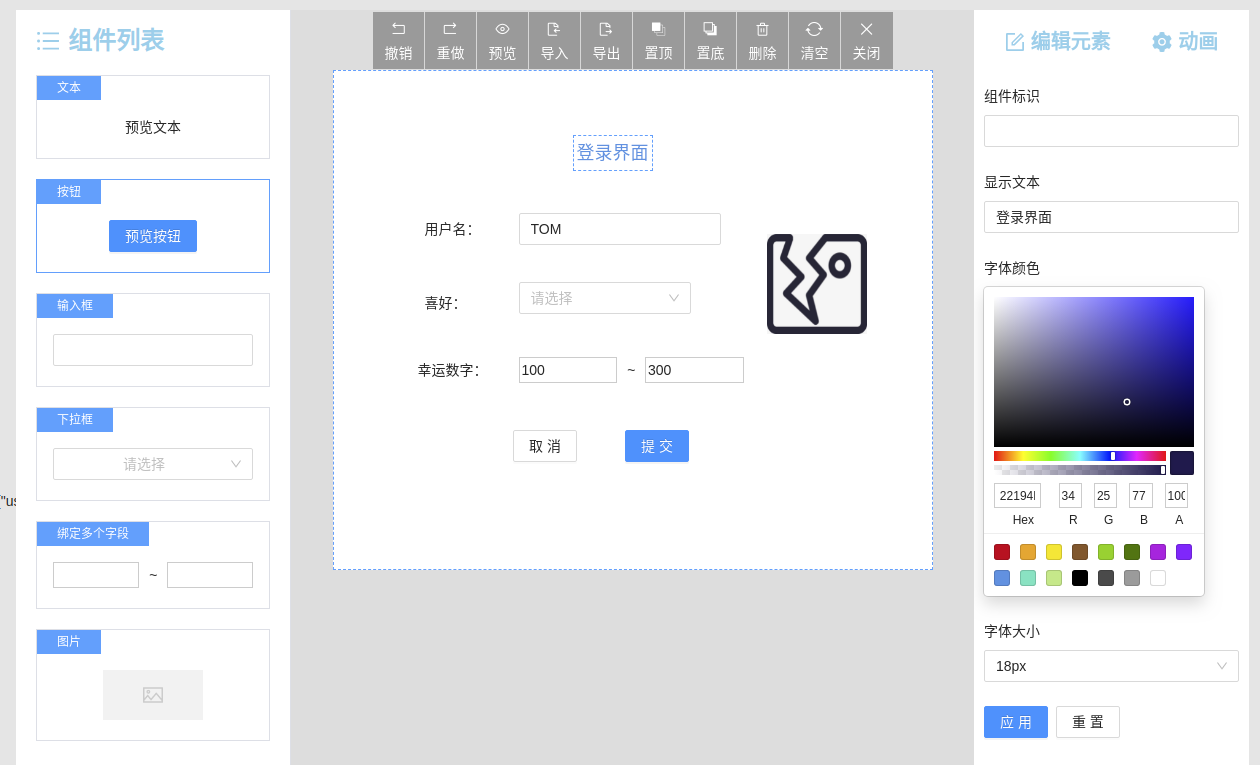 组件列表
文本
预览文本
按钮
预览按钮
输入框
下拉框
请选择
绑定多个字段
~
图片
撤销 重做 预览 导入 导出 置顶 置底 删除 清空 关闭
登录界面
用户名: TOM
喜好: 请选择
幸运数字: 100 ~ 300
取 消 提 交
编辑元素 动画
组件标识
显示文本
登录界面
字体颜色
34 25 77 100
Hex R G B A
字体大小
18px
应 用 重 置